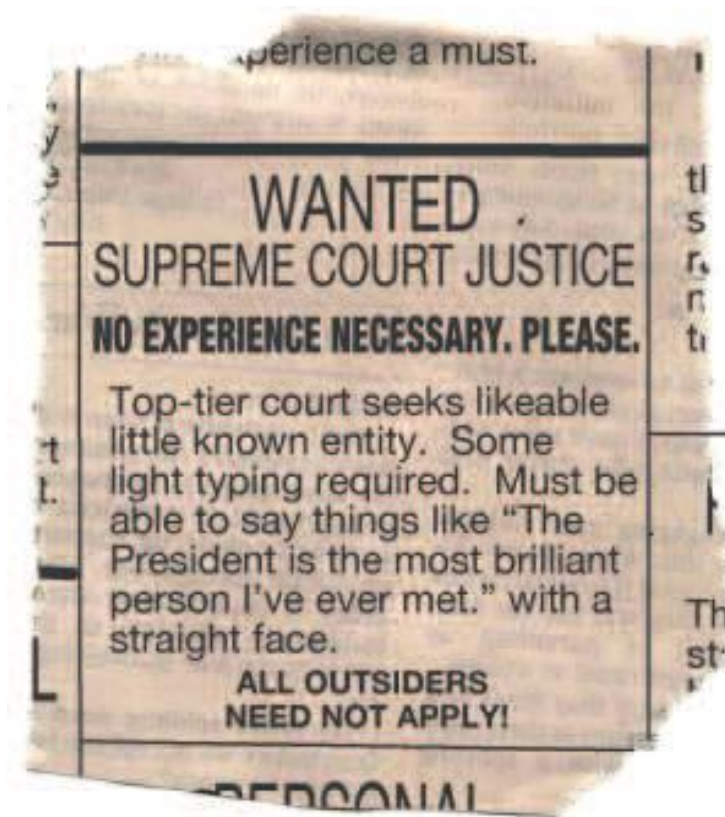 perience a must.
WANTED
SUPREME COURT JUSTICE
NO EXPERIENCE NECESSARY. PLEASE.
Top-tier court seeks likeable
little known entity. Some
light typing required. Must be
able to say things like “The
President is the most brilliant
person I've ever met.” with a
straight face.
ALL OUTSIDERS
NEED NOT APPLY!
PERSONAL